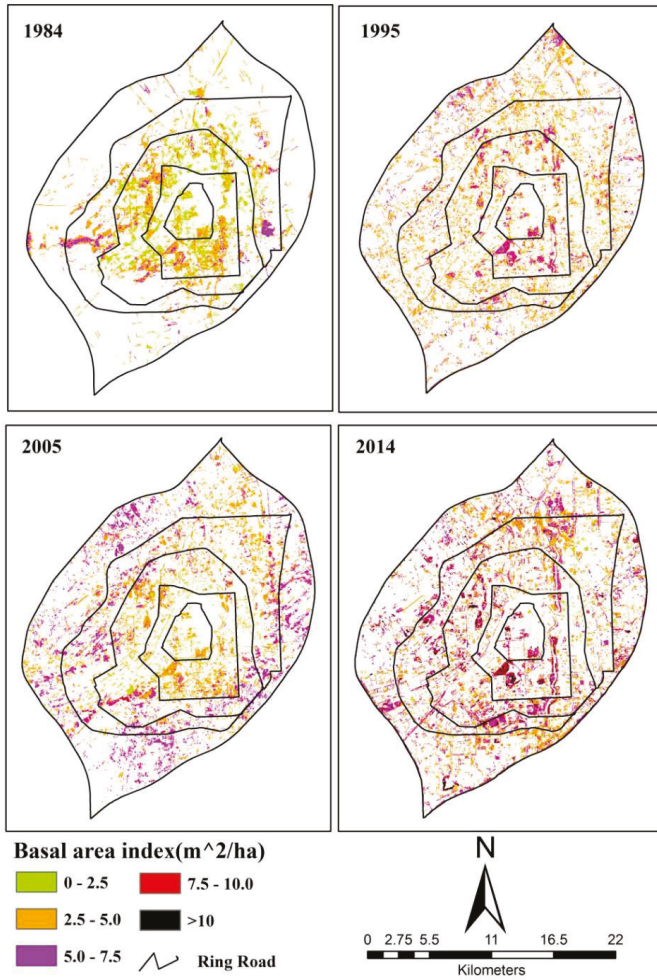 1984
1995
2005
2014
Basal area index(m^2/ha)
0 - 2.5
7.5 - 10.0
2.5 - 5.0
>10
5.0 - 7.5
Ring Road
N
0 2.75 5.5 11 16.5 22
Kilometers